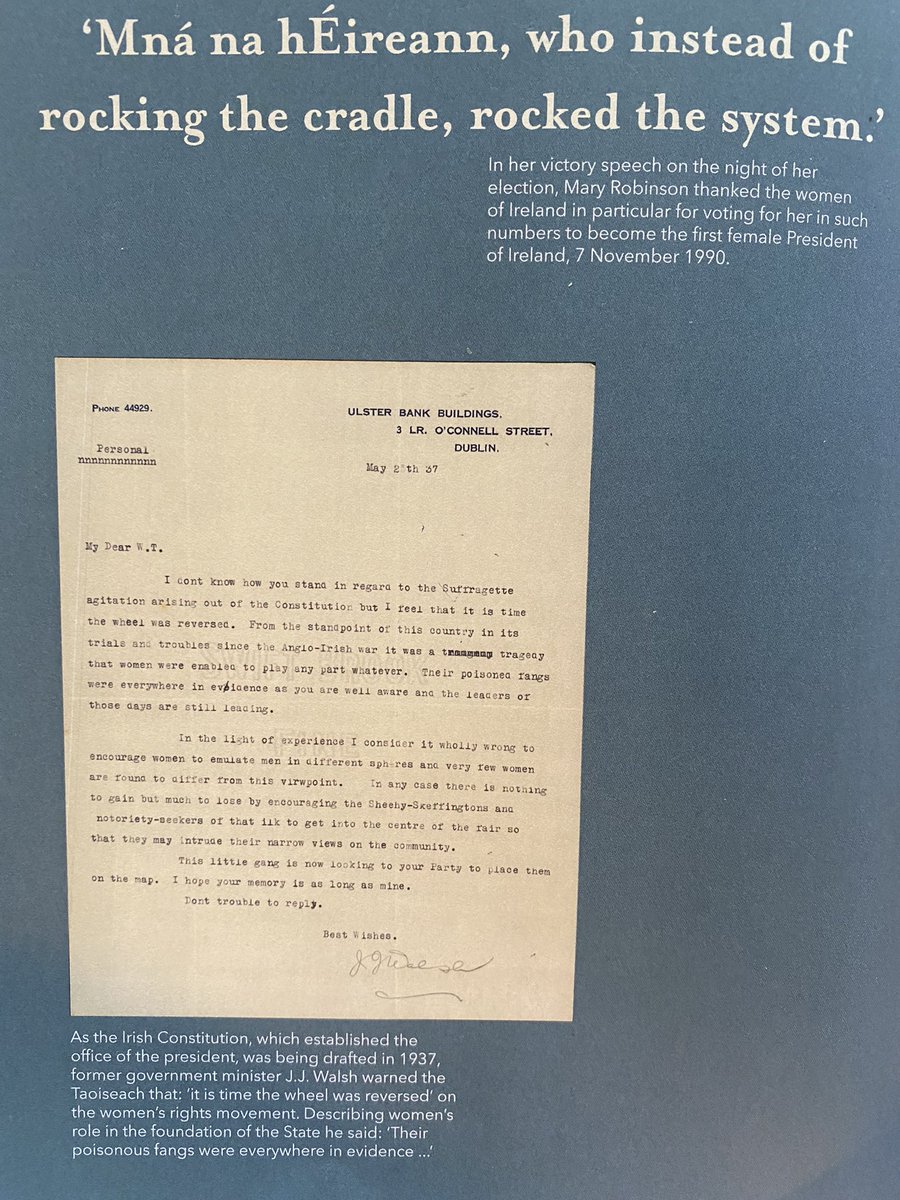 ‘Mná na hÉireann, who instead of
rocking the cradle, rocked the system.’
In her victory speech on the night of her
election, Mary Robinson thanked the women
of Ireland in particular for voting for her in such
numbers to become the first female President
of Ireland, 7 November 1990.
PHONE 44929.
ULSTER BANK BUILDINGS,
3 LR. O'CONNELL STREET,
DUBLIN.
Personal
nnnnnnnnnnnn
May th 37
My Dear W.T.
I dont know how you stand in regard to the Suffragette
agitation arising out of the Constitution but I feel that it is time
the wheel was reversed. From the standpoint of this country in its
trials and troubles since the Anglo-Irish war it was a tragedy
that women were enabled to play any part whatever. Their poisoned fangs
were everywhere in evidence as you are well aware and the leaders of
those days are still leading.
In the light of experience I consider it wholly wrong to
encourage women to emulate men in different spheres and very few women
are found to differ from this virwpoint. In any case there is nothing
to gain but much to lose by encouraging the Sheehy-Skeffingtons and
notoriety-seekers of that ilk to get into the centre of the fair so
that they may intrude their narrow views on the community.
This little gang is now looking to your Party to place them
on the map. I hope your memory is as long as mine.
Dont trouble to reply.
Best Wishes.
J J Walsh
As the Irish Constitution, which established the
office of the president, was being drafted in 1937,
former government minister J.J. Walsh warned the
Taoiseach that: ‘it is time the wheel was reversed’ on
the women’s rights movement. Describing women’s
role in the foundation of the State he said: ‘Their
poisonous fangs were everywhere in evidence ...’